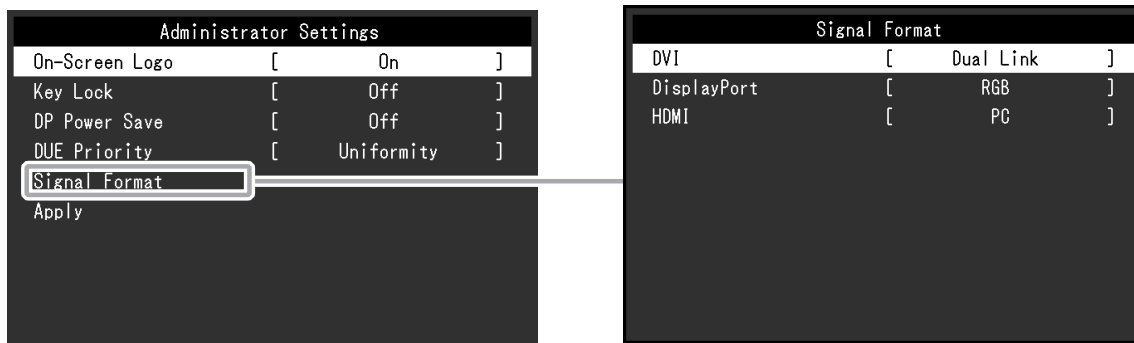 Administrator Settings
On-Screen Logo [ On ]
Key Lock [ Off ]
DP Power Save [ Off ]
DUE Priority [ Uniformity ]
Signal Format
Apply
Signal Format
DVI [ Dual Link ]
DisplayPort [ RGB ]
HDMI [ PC ]